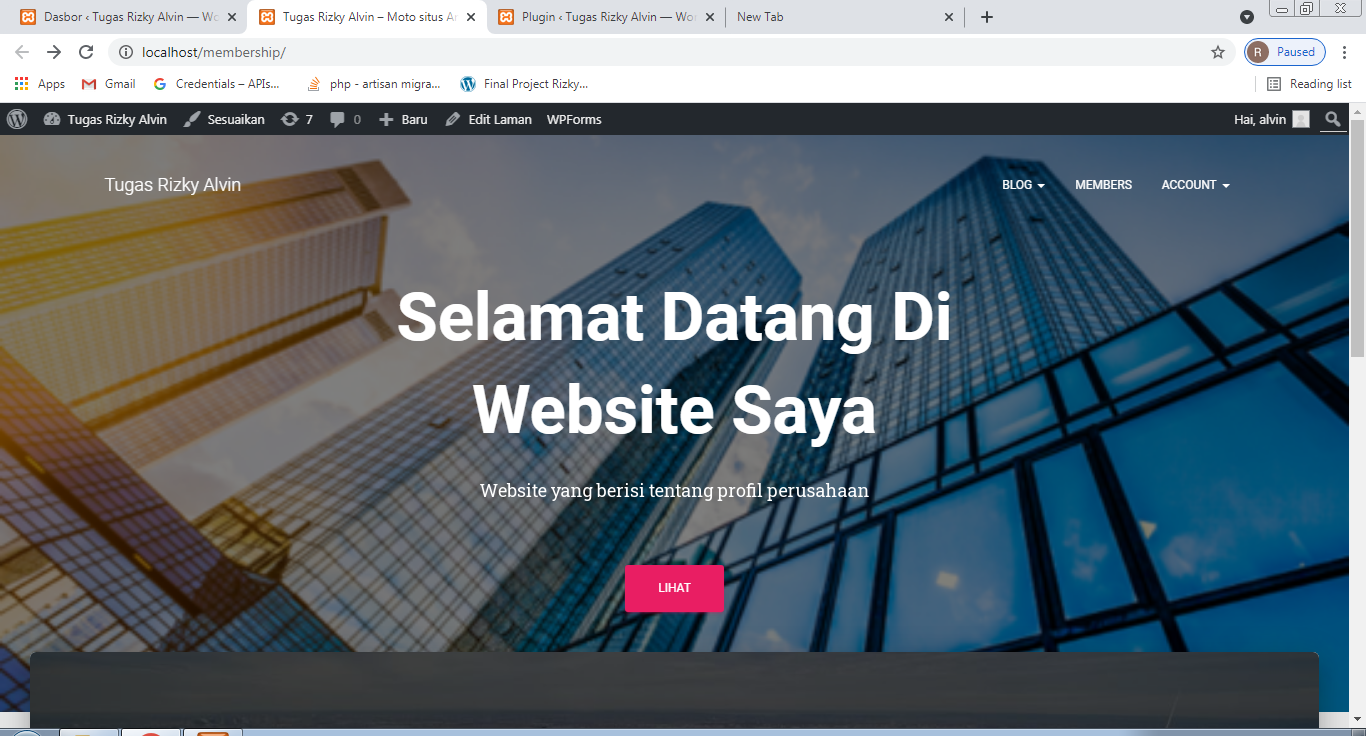 Dasbor ‹ Tugas Rizky Alvin — Wo
Tugas Rizky Alvin – Moto situs A
Plugin ‹ Tugas Rizky Alvin — Wo
New Tab
localhost/membership/
R
Paused
Apps
Gmail
Credentials – APIs...
php - artisan migra...
Final Project Rizky...
Reading list
Tugas Rizky Alvin
Sesuaikan
7
0
Baru
Edit Laman
WPForms
Hai, alvin
Tugas Rizky Alvin
BLOG
MEMBERS
ACCOUNT
Selamat Datang Di
Website Saya
Website yang berisi tentang profil perusahaan
LIHAT